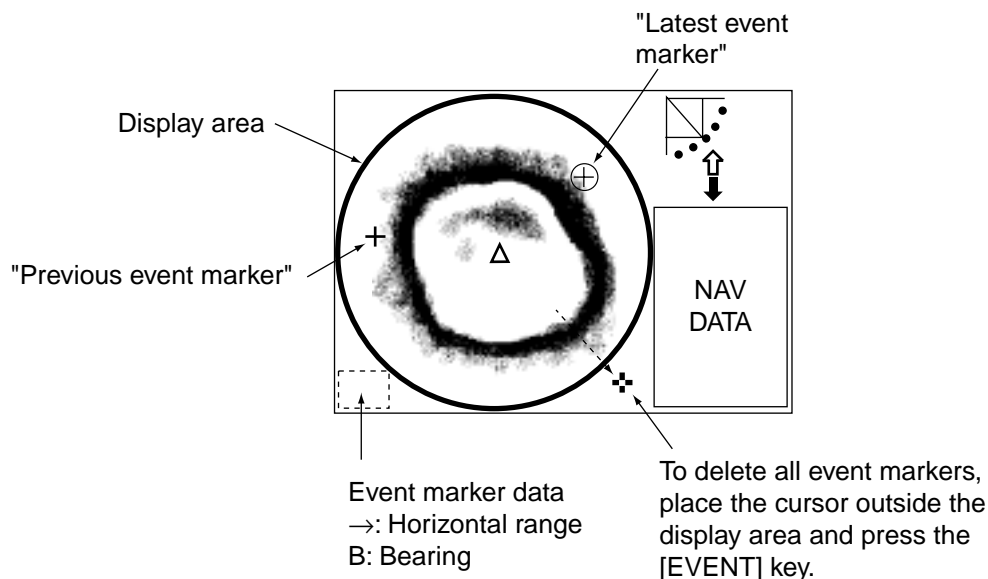 "Latest event
marker"
Display area
"Previous event marker"
NAV
DATA
Event marker data
→: Horizontal range
B: Bearing
To delete all event markers,
place the cursor outside the
display area and press the
[EVENT] key.